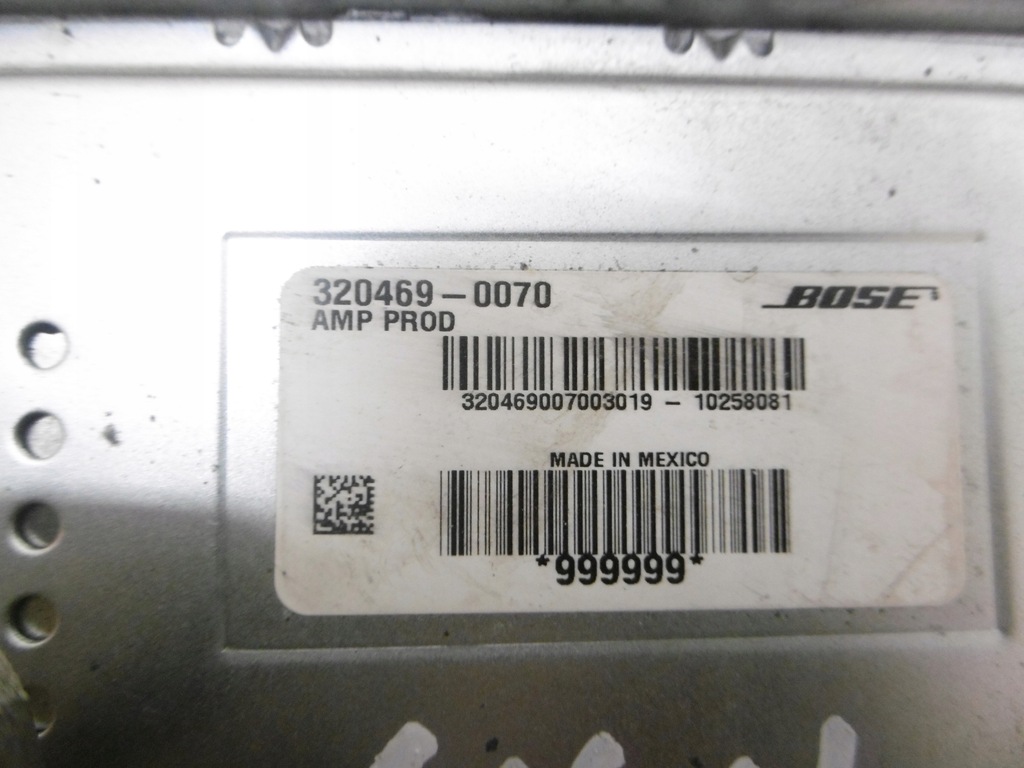 320469-0070
BOSE
AMP PROD
320469007003019 - 10258081
MADE IN MEXICO
*999999*